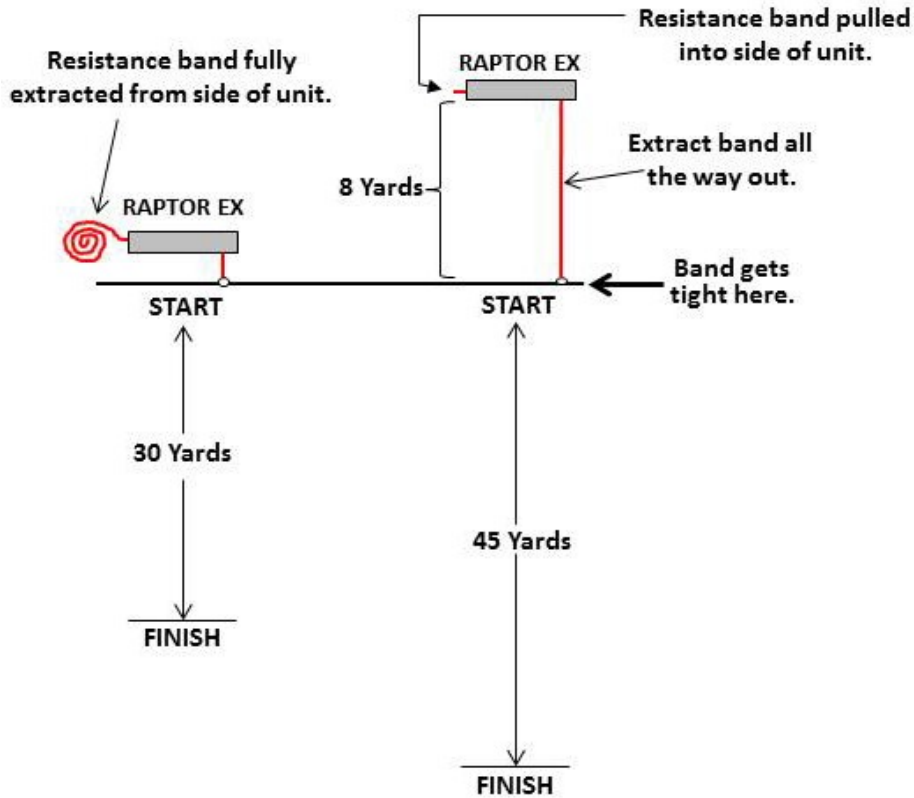 Resistance band fully
extracted from side of unit.
RAPTOR EX
START
30 Yards
FINISH
Resistance band pulled
into side of unit.
RAPTOR EX
8 Yards
Extract band all
the way out.
Band gets
tight here.
START
45 Yards
FINISH